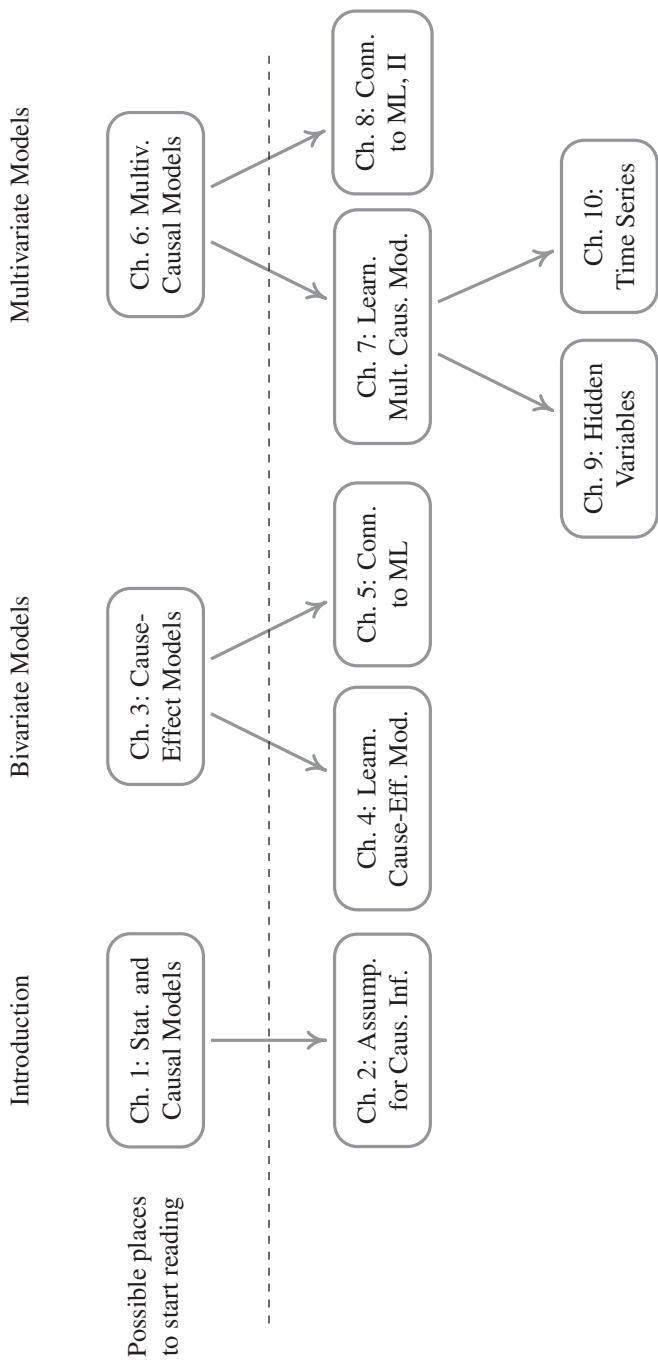 Introduction
Bivariate Models
Multivariate Models
Possible places
to start reading
Ch. 1: Stat. and
Causal Models
Ch. 3: Cause-
Effect Models
Ch. 6: Multiv.
Causal Models
Ch. 2: Assump.
for Caus. Inf.
Ch. 4: Learn.
Cause-Eff. Mod.
Ch. 5: Conn.
to ML
Ch. 7: Learn.
Mult. Caus. Mod.
Ch. 8: Conn.
to ML, II
Ch. 9: Hidden
Variables
Ch. 10:
Time Series